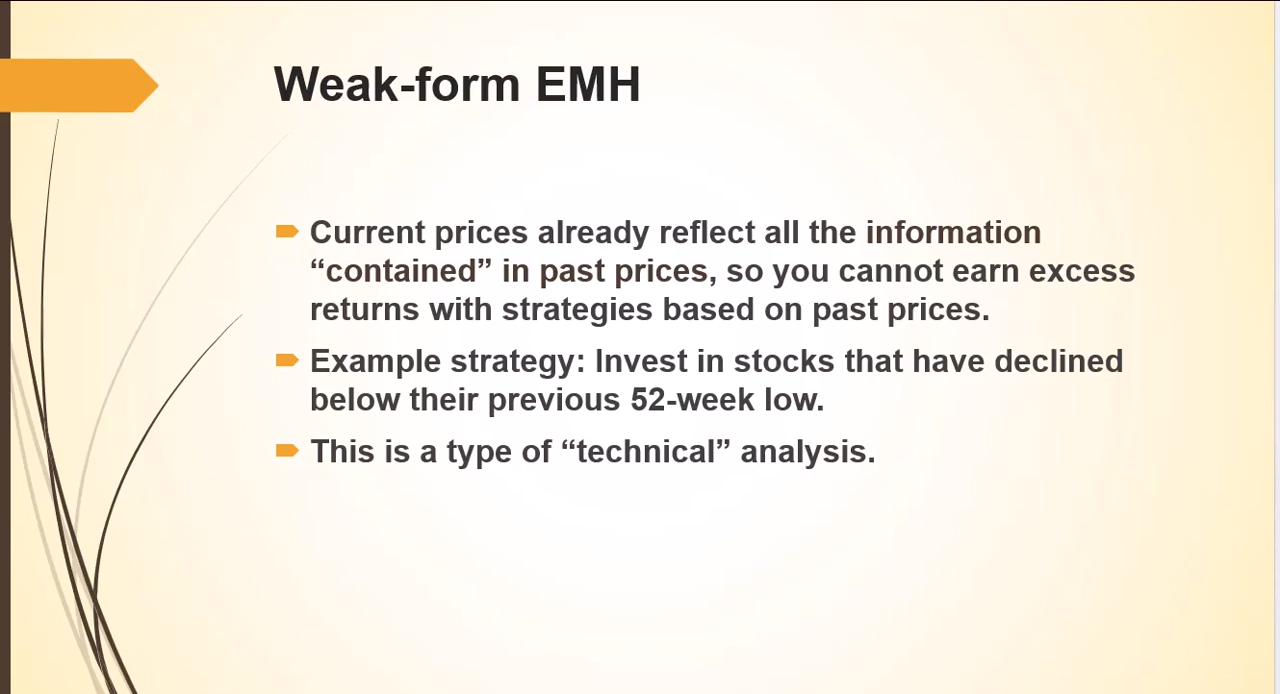 Weak-form EMH
Current prices already reflect all the information
“contained” in past prices, so you cannot earn excess
returns with strategies based on past prices.
Example strategy: Invest in stocks that have declined
below their previous 52-week low.
This is a type of “technical” analysis.